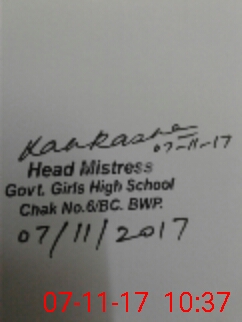 07-11-17
Head Mistress
Govt. Girls High School
Chak No.6/BC. BWP.
07/11/2017
07-11-17 10:37